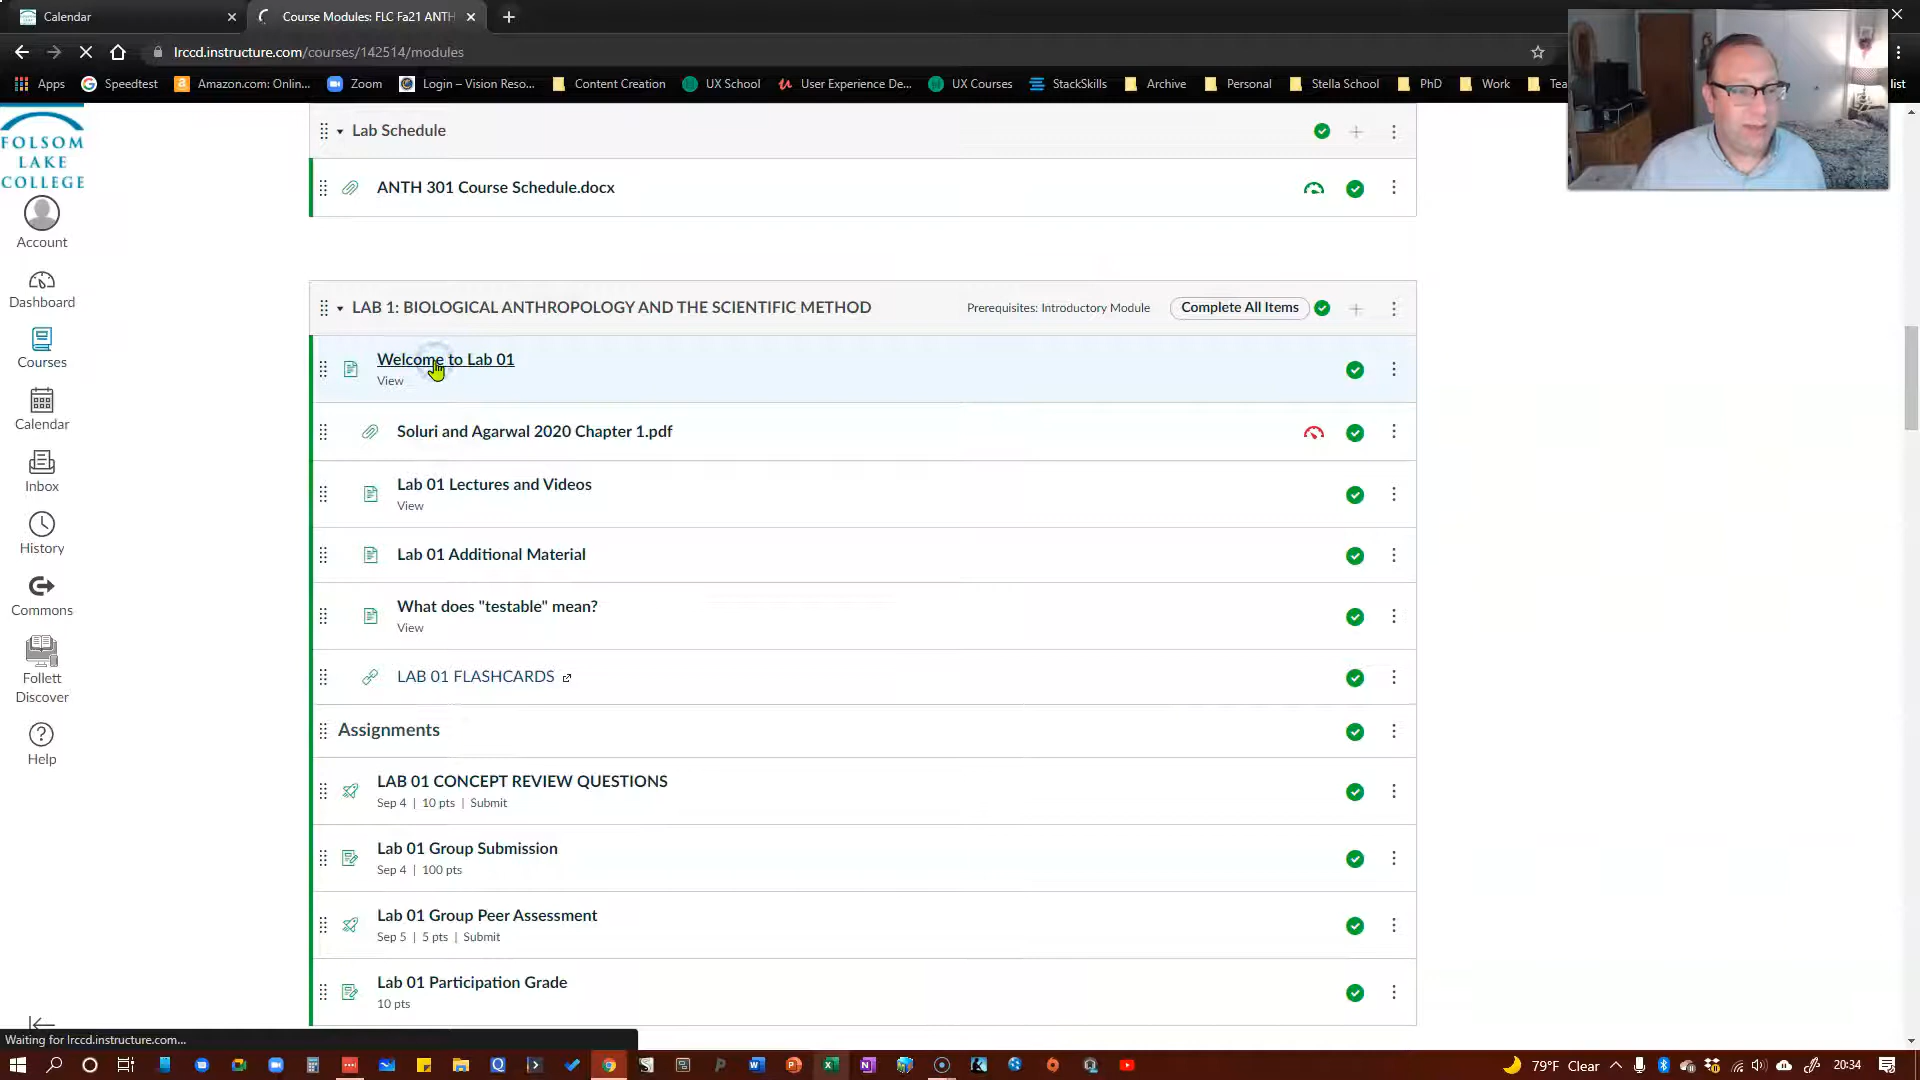 Calendar
Course Modules: FLC Fa21 ANTH
lrccd.instructure.com/courses/142514/modules
Apps
Speedtest
Amazon.com: Onlin...
Zoom
Login – Vision Reso...
Content Creation
UX School
User Experience De...
UX Courses
StackSkills
Archive
Personal
Stella School
PhD
Work
Tea
list
FOLSOM
LAKE
COLLEGE
Account
Dashboard
Courses
Calendar
Inbox
History
Commons
Follett
Discover
Help
Lab Schedule
ANTH 301 Course Schedule.docx
LAB 1: BIOLOGICAL ANTHROPOLOGY AND THE SCIENTIFIC METHOD
Prerequisites: Introductory Module
Complete All Items
Welcome to Lab 01
View
Soluri and Agarwal 2020 Chapter 1.pdf
Lab 01 Lectures and Videos
View
Lab 01 Additional Material
What does "testable" mean?
View
LAB 01 FLASHCARDS
Assignments
LAB 01 CONCEPT REVIEW QUESTIONS
Sep 4 | 10 pts | Submit
Lab 01 Group Submission
Sep 4 | 100 pts
Lab 01 Group Peer Assessment
Sep 5 | 5 pts | Submit
Lab 01 Participation Grade
10 pts
Waiting for lrccd.instructure.com...
79°F Clear
20:34